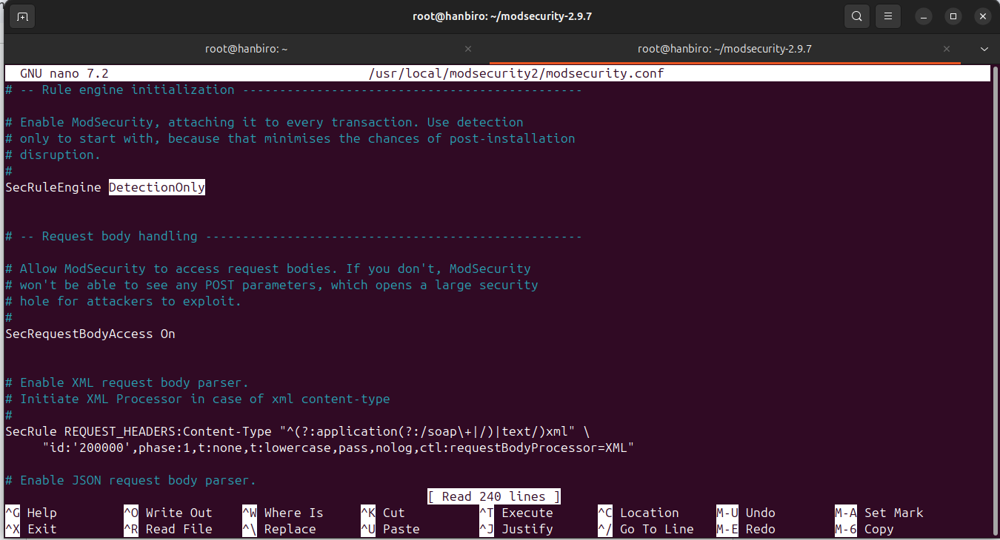 root@hanbiro: ~/modsecurity-2.9.7
root@hanbiro: ~ root@hanbiro: ~/modsecurity-2.9.7
GNU nano 7.2 /usr/local/modsecurity2/modsecurity.conf
# -- Rule engine initialization ----------------------------------------------
# Enable ModSecurity, attaching it to every transaction. Use detection
# only to start with, because that minimises the chances of post-installation
# disruption.
#
SecRuleEngine DetectionOnly
# -- Request body handling ---------------------------------------------------
# Allow ModSecurity to access request bodies. If you don't, ModSecurity
# won't be able to see any POST parameters, which opens a large security
# hole for attackers to exploit.
#
SecRequestBodyAccess On
# Enable XML request body parser.
# Initiate XML Processor in case of xml content-type
#
SecRule REQUEST_HEADERS:Content-Type "^(?:application(?:/soap\+|/)|text/)xml" \
"id:'200000',phase:1,t:none,t:lowercase,pass,nolog,ctl:requestBodyProcessor=XML"
# Enable JSON request body parser.
[ Read 240 lines ]
^G Help ^O Write Out ^W Where Is ^K Cut ^T Execute ^C Location M-U Undo M-A Set Mark
^X Exit ^R Read File ^\ Replace ^U Paste ^J Justify ^/ Go To Line M-E Redo M-6 Copy